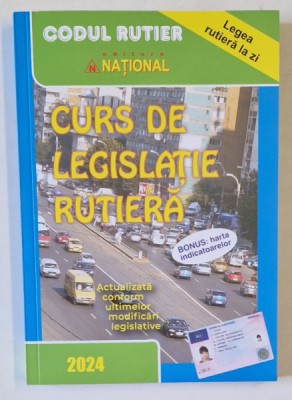 CODUL RUTIER
Legea
rutieră la zi
editura
N NAȚIONAL
CURS DE
LEGISLAȚIE
RUTIERĂ
BONUS: harta
indicatoarelor
Actualizată
conform
ultimelor
modificări
legislative
2024